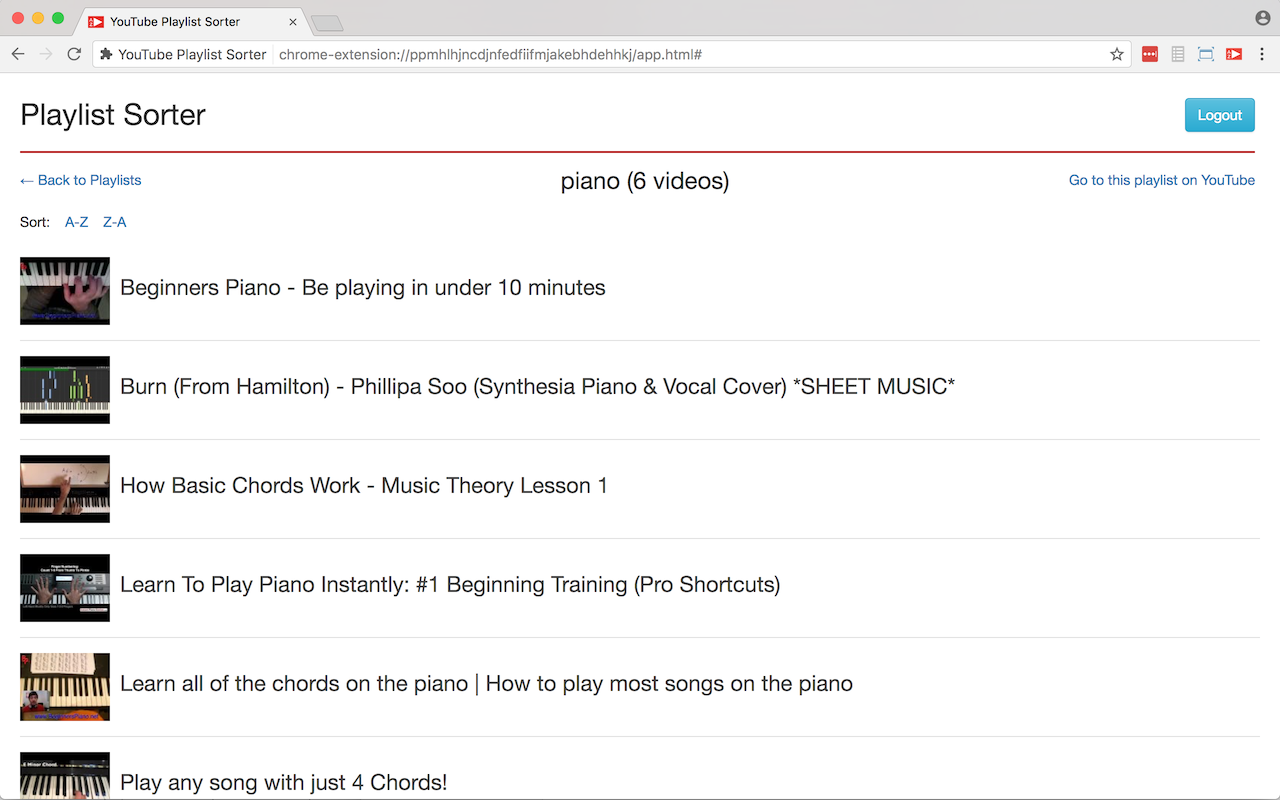 YouTube Playlist Sorter
YouTube Playlist Sorter chrome-extension://ppmhlhjncdjnfedfiifmjakebhdehhkj/app.html#
Playlist Sorter
Logout
← Back to Playlists
piano (6 videos)
Go to this playlist on YouTube
Sort: A-Z Z-A
Beginners Piano - Be playing in under 10 minutes
Burn (From Hamilton) - Phillipa Soo (Synthesia Piano & Vocal Cover) *SHEET MUSIC*
How Basic Chords Work - Music Theory Lesson 1
Learn To Play Piano Instantly: #1 Beginning Training (Pro Shortcuts)
Learn all of the chords on the piano | How to play most songs on the piano
Play any song with just 4 Chords!